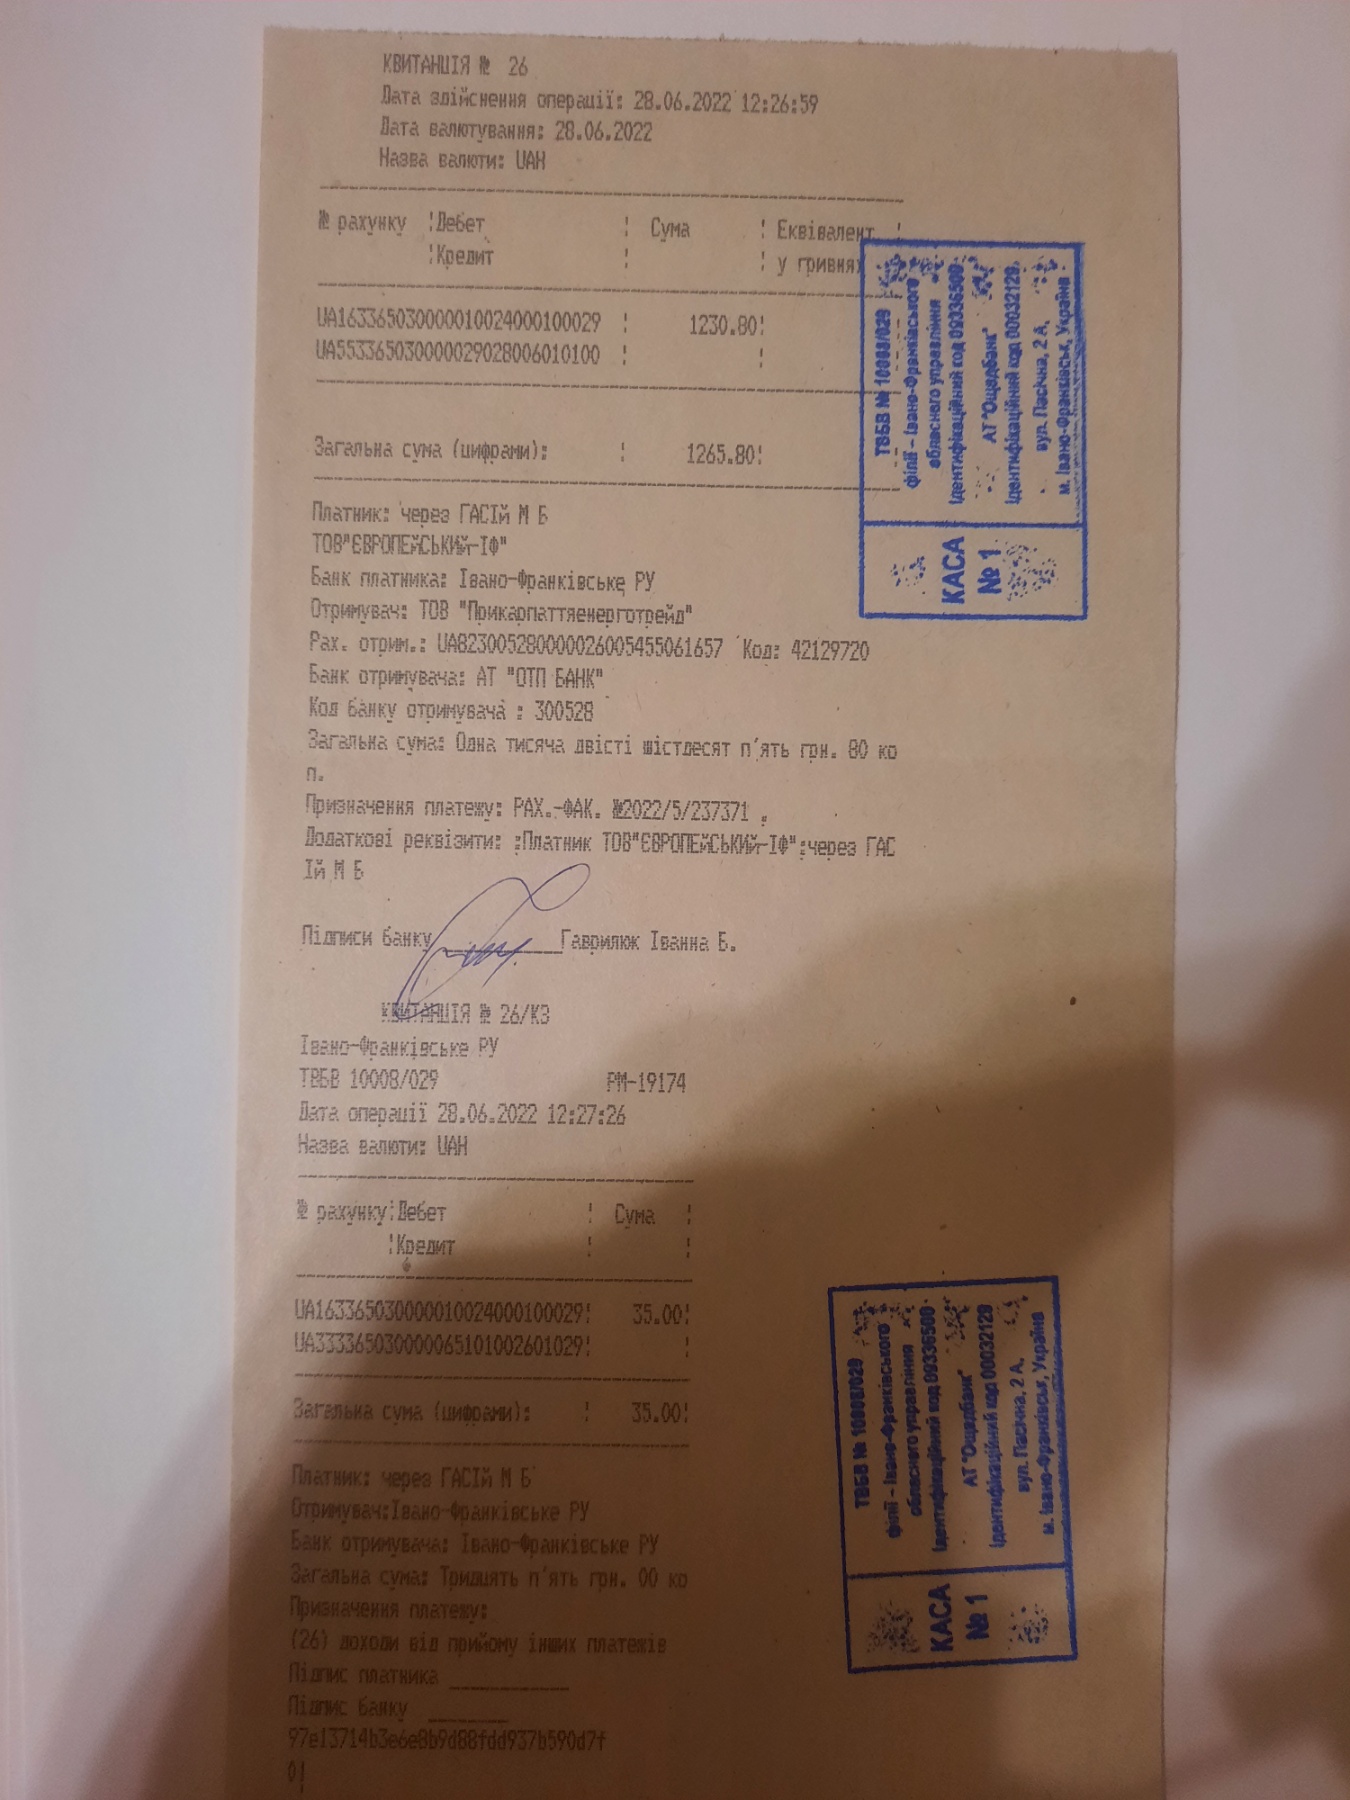 КВИТАНЦІЯ № 26
Дата здійснення операції: 28.06.2022 12:26:59
Дата валютування: 28.06.2022
Назва валюти: UAH
№ рахунку ¦Дебет ¦ Сума ¦ Еквівалент ¦
¦Кредит ¦ ¦ у гривнях
UA163365030000010024000100029 ¦ 1230.80¦
UA553365030000029028006010100 ¦ ¦
Загальна сума (цифрами): ¦ 1265.80¦
Платник: через ГАСІй М Б
ТОВ"ЄВРОПЕйСЬКИй-ІФ"
Банк платника: Івано-Франківське РУ
Отримувач: ТОВ "Прикарпаттяенерготрейд"
Рах. отрим.: UA823005280000026005455061657 Код: 42129720
Банк отримувача: АТ "ОТП БАНК"
Код банку отримувача : 300528
Загальна сума: Одна тисяча двісті шістдесят п'ять грн. 80 ко
п.
Призначення платежу: РАХ.-ФАК. №2022/5/237371 .
Додаткові реквізити: ;Платник ТОВ"ЄВРОПЕйСЬКИй-ІФ";через ГАС
Ій М Б
Підписи банку__________Гаврилюк Іванна Б.
КВИТАНЦІЯ № 26/К3
Івано-Франківське РУ
ТВБВ 10008/029 РМ-19174
Дата операції 28.06.2022 12:27:26
Назва валюти: UAH
№ рахунку¦Дебет ¦ Сума ¦
¦Кредит ¦ ¦
UA163365030000010024000100029¦ 35.00¦
UA333365030000065101002601029¦ ¦
Загальна сума (цифрами): ¦ 35.00¦
Платник: через ГАСІй М Б
Отримувач:Івано-Франківське РУ
Банк отримувача: Івано-Франківське РУ
Загальна сума: Тридцять п'ять грн. 00 ко
Призначення платежу:
(26) доходи від прийому інших платежів
Підпис платника __________
Підпис банку _______
97e13714b3e6e8b9d88fdd937b590d7f
0¦
ТВБВ № 10008/029
філії – Івано-Франківського
обласного управління
Ідентифікаційний код 09336500
АТ "Ощадбанк"
Ідентифікаційний код 00032129
вул. Пасічна, 2 А,
м. Івано-Франківськ, Україна
КАСА
№ 1
ТВБВ № 10008/029
філії – Івано-Франківського
обласного управління
Ідентифікаційний код 09336500
АТ "Ощадбанк"
Ідентифікаційний код 00032129
вул. Пасічна, 2 А,
м. Івано-Франківськ, Україна
КАСА
№ 1